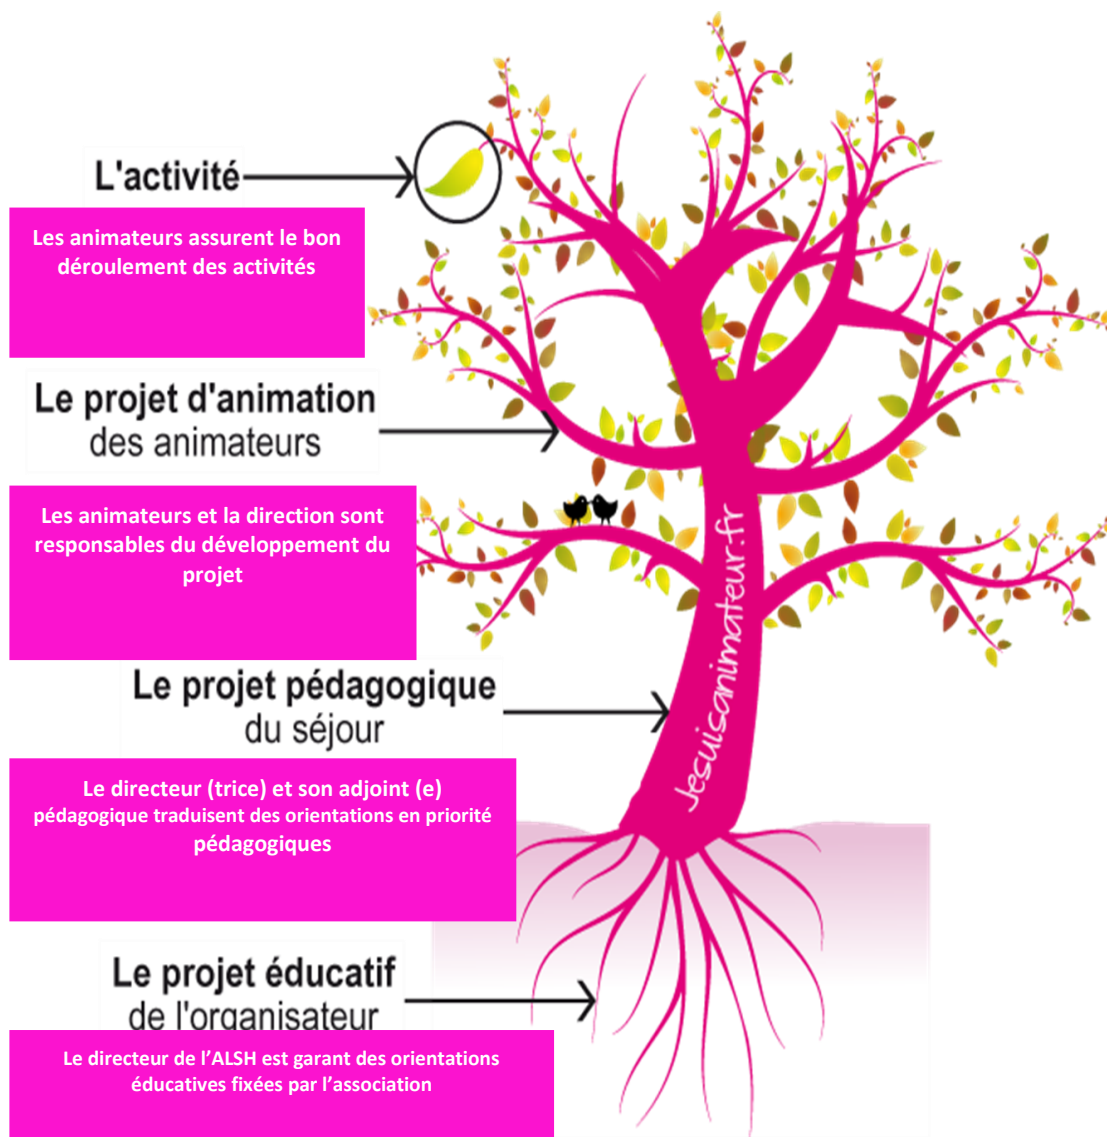 L'activité
Les animateurs assurent le bon
déroulement des activités
Le projet d'animation
des animateurs
Les animateurs et la direction sont
responsables du développement du
projet
Jesuisanimateur.fr
Le projet pédagogique
du séjour
Le directeur (trice) et son adjoint (e)
pédagogique traduisent des orientations en priorité
pédagogiques
Le projet éducatif
de l'organisateur
Le directeur de l’ALSH est garant des orientations
éducatives fixées par l’association